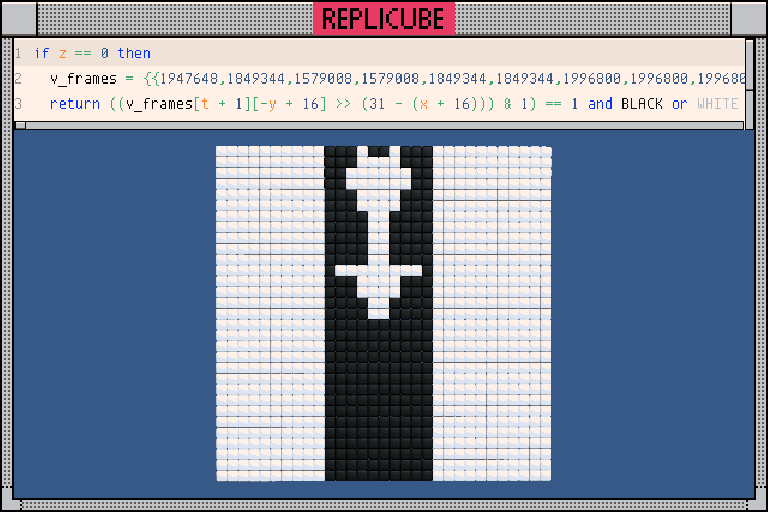 REPLICUBE
1 if z == 0 then
2 v_frames = {{1947648,1849344,1579008,1579008,1849344,1849344,1996800,1996800,199680
3 return ((v_frames[t + 1][-y + 16] >> (31 - (x + 16))) & 1) == 1 and BLACK or WHITE